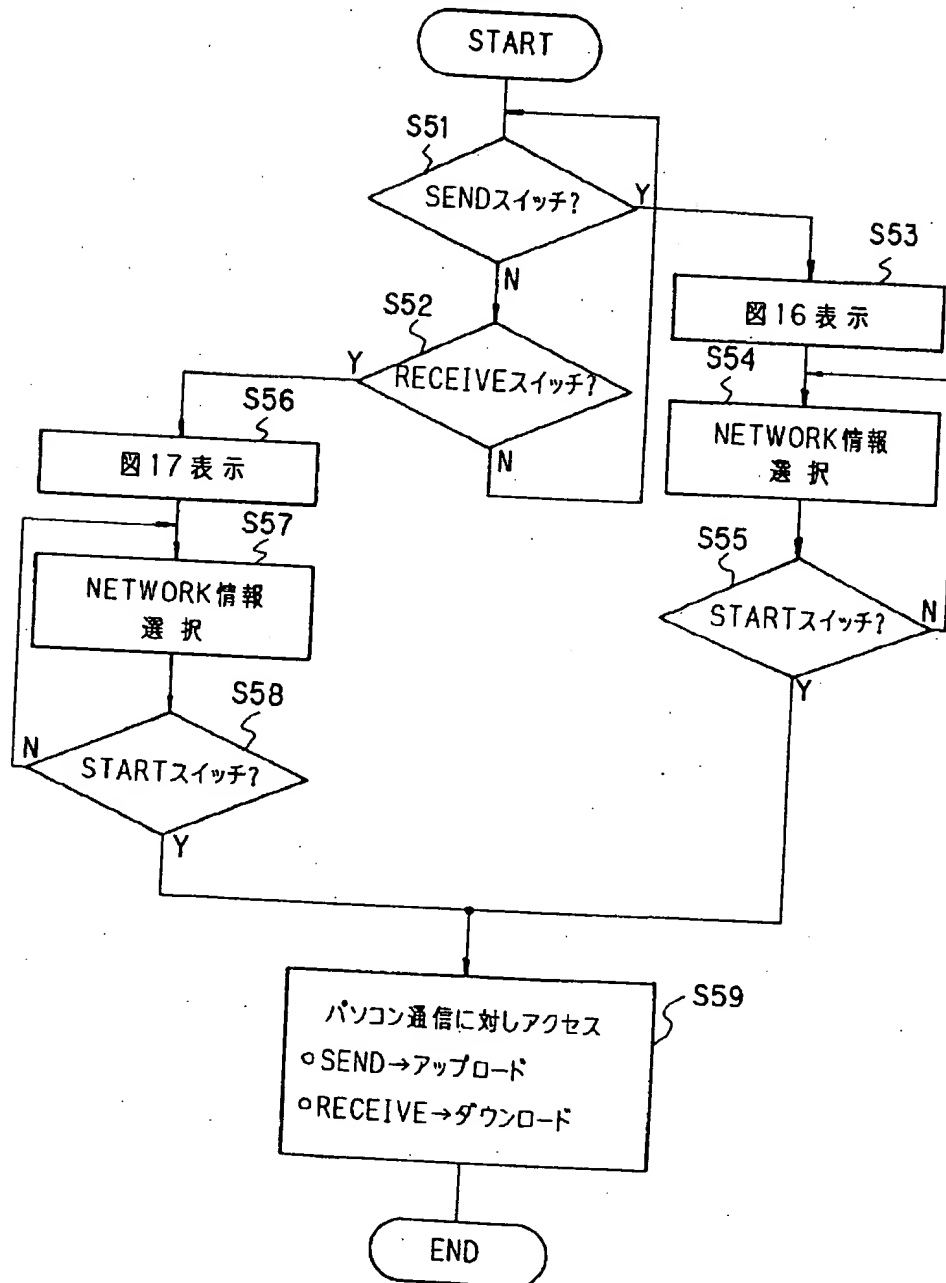 START
S51
SENDスイッチ?
Y
S53
N
図16表示
S52
S54
Y
RECEIVEスイッチ?
S56
NETWORK情報
選択
図17表示
N
S57
S55
NETWORK情報
選択
STARTスイッチ?
N
S58
Y
N
STARTスイッチ?
Y
S59
パソコン通信に対しアクセス
○SEND→アップロード
○RECEIVE→ダウンロード
END